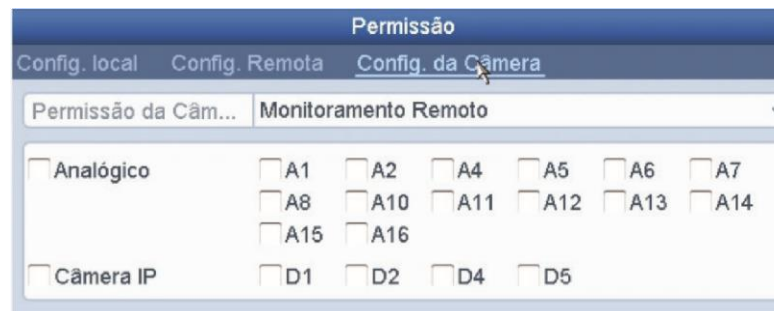 Permissão
Config. local Config. Remota Config. da Câmera
Permissão da Câm... Monitoramento Remoto
Analógico A1 A2 A4 A5 A6 A7
A8 A10 A11 A12 A13 A14
A15 A16
Câmera IP D1 D2 D4 D5